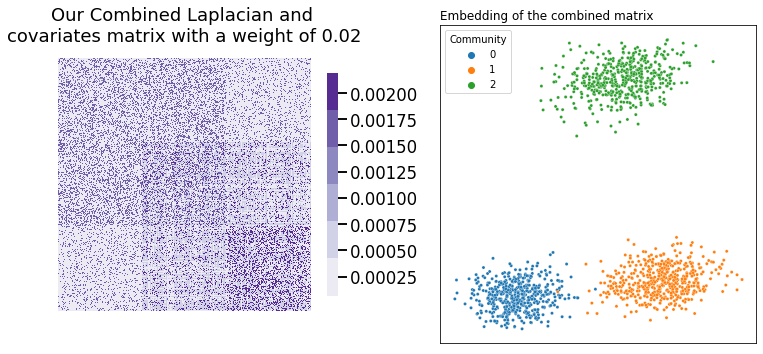 Our Combined Laplacian and
covariates matrix with a weight of 0.02
0.00200
0.00175
0.00150
0.00125
0.00100
0.00075
0.00050
0.00025
Embedding of the combined matrix
Community
0
1
2